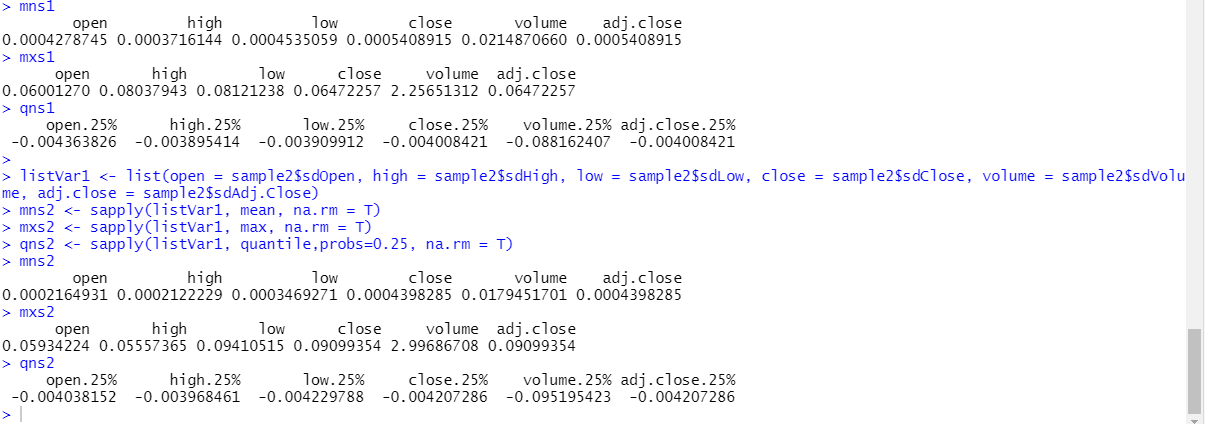 > mns1
open high low close volume adj.close
0.0004278745 0.0003716144 0.0004535059 0.0005408915 0.0214870660 0.0005408915
> mxs1
open high low close volume adj.close
0.06001270 0.08037943 0.08121238 0.06472257 2.25651312 0.06472257
> qns1
open.25% high.25% low.25% close.25% volume.25% adj.close.25%
-0.004363826 -0.003895414 -0.003909912 -0.004008421 -0.088162407 -0.004008421
>
> listVar1 <- list(open = sample2$sdOpen, high = sample2$sdHigh, low = sample2$sdLow, close = sample2$sdClose, volume = sample2$sdVolu
me, adj.close = sample2$sdAdj.Close)
> mns2 <- sapply(listVar1, mean, na.rm = T)
> mxs2 <- sapply(listVar1, max, na.rm = T)
> qns2 <- sapply(listVar1, quantile,probs=0.25, na.rm = T)
> mns2
open high low close volume adj.close
0.0002164931 0.0002122229 0.0003469271 0.0004398285 0.0179451701 0.0004398285
> mxs2
open high low close volume adj.close
0.05934224 0.05557365 0.09410515 0.09099354 2.99686708 0.09099354
> qns2
open.25% high.25% low.25% close.25% volume.25% adj.close.25%
-0.004038152 -0.003968461 -0.004229788 -0.004207286 -0.095195423 -0.004207286
>